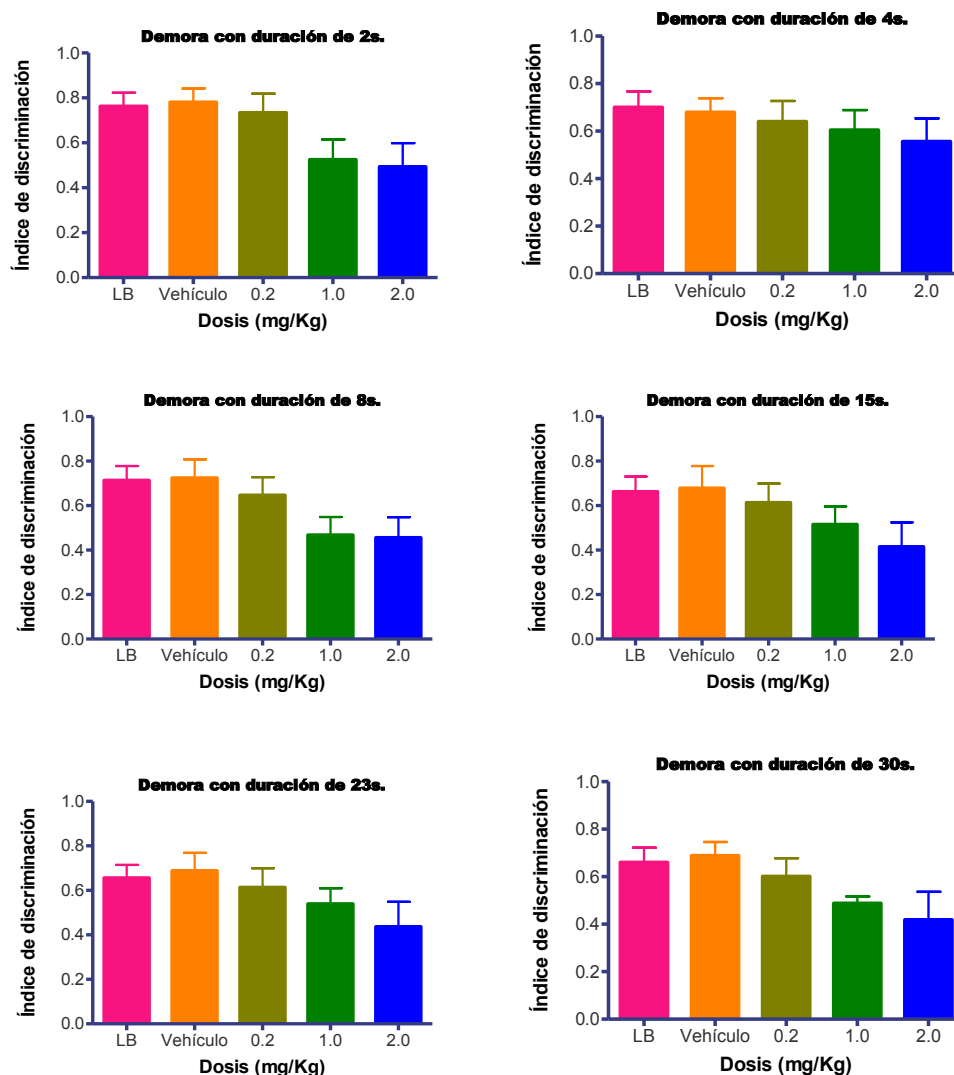 Demora con duración de 2s.
Índice de discriminación
1.0
0.8
0.6
0.4
0.2
0.0
LB Vehículo 0.2 1.0 2.0
Dosis (mg/Kg)
Demora con duración de 4s.
Índice de discriminación
1.0
0.8
0.6
0.4
0.2
0.0
LB Vehículo 0.2 1.0 2.0
Dosis (mg/Kg)
Demora con duración de 8s.
Índice de discriminación
1.0
0.8
0.6
0.4
0.2
0.0
LB Vehículo 0.2 1.0 2.0
Dosis (mg/Kg)
Demora con duración de 15s.
Índice de discriminación
1.0
0.8
0.6
0.4
0.2
0.0
LB Vehículo 0.2 1.0 2.0
Dosis (mg/Kg)
Demora con duración de 23s.
Índice de discriminación
1.0
0.8
0.6
0.4
0.2
0.0
LB Vehículo 0.2 1.0 2.0
Dosis (mg/Kg)
Demora con duración de 30s.
Índice de discriminación
1.0
0.8
0.6
0.4
0.2
0.0
LB Vehículo 0.2 1.0 2.0
Dosis (mg/Kg)